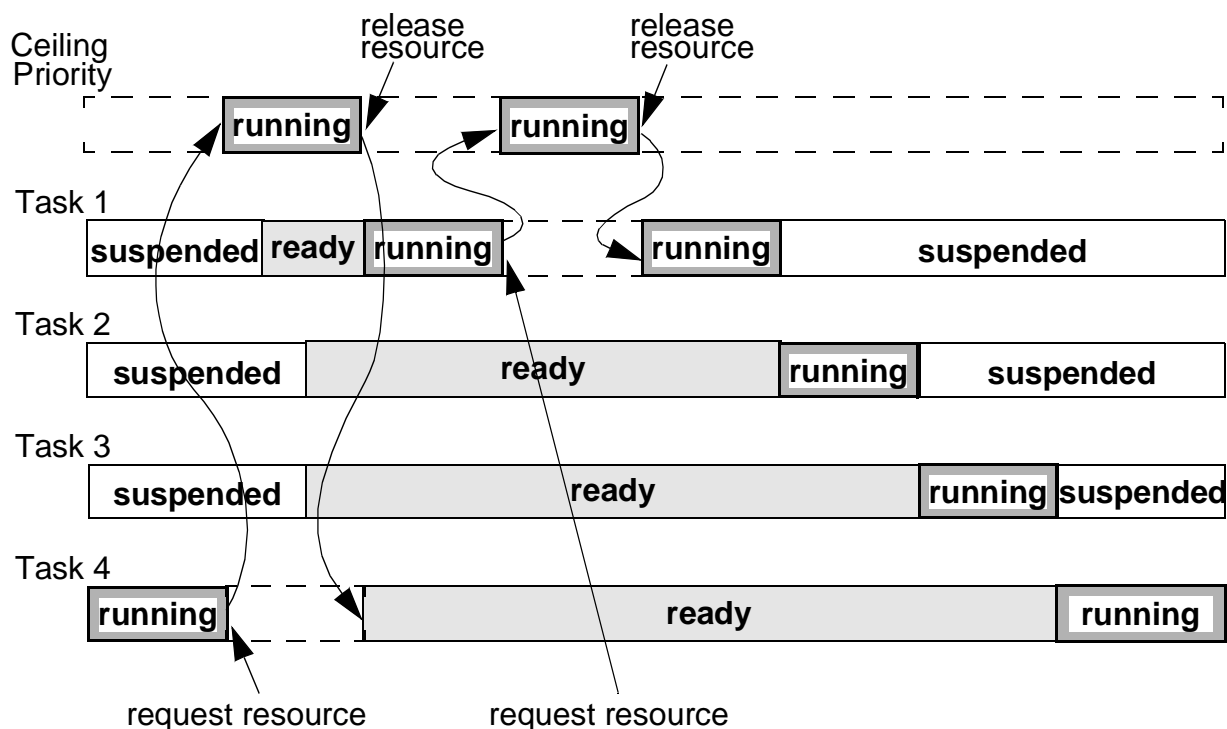 release
resource
release
resource
Ceiling
Priority
running
running
Task 1
suspended
ready
running
running
suspended
Task 2
suspended
ready
running
suspended
Task 3
suspended
ready
running
suspended
Task 4
running
ready
running
request resource
request resource